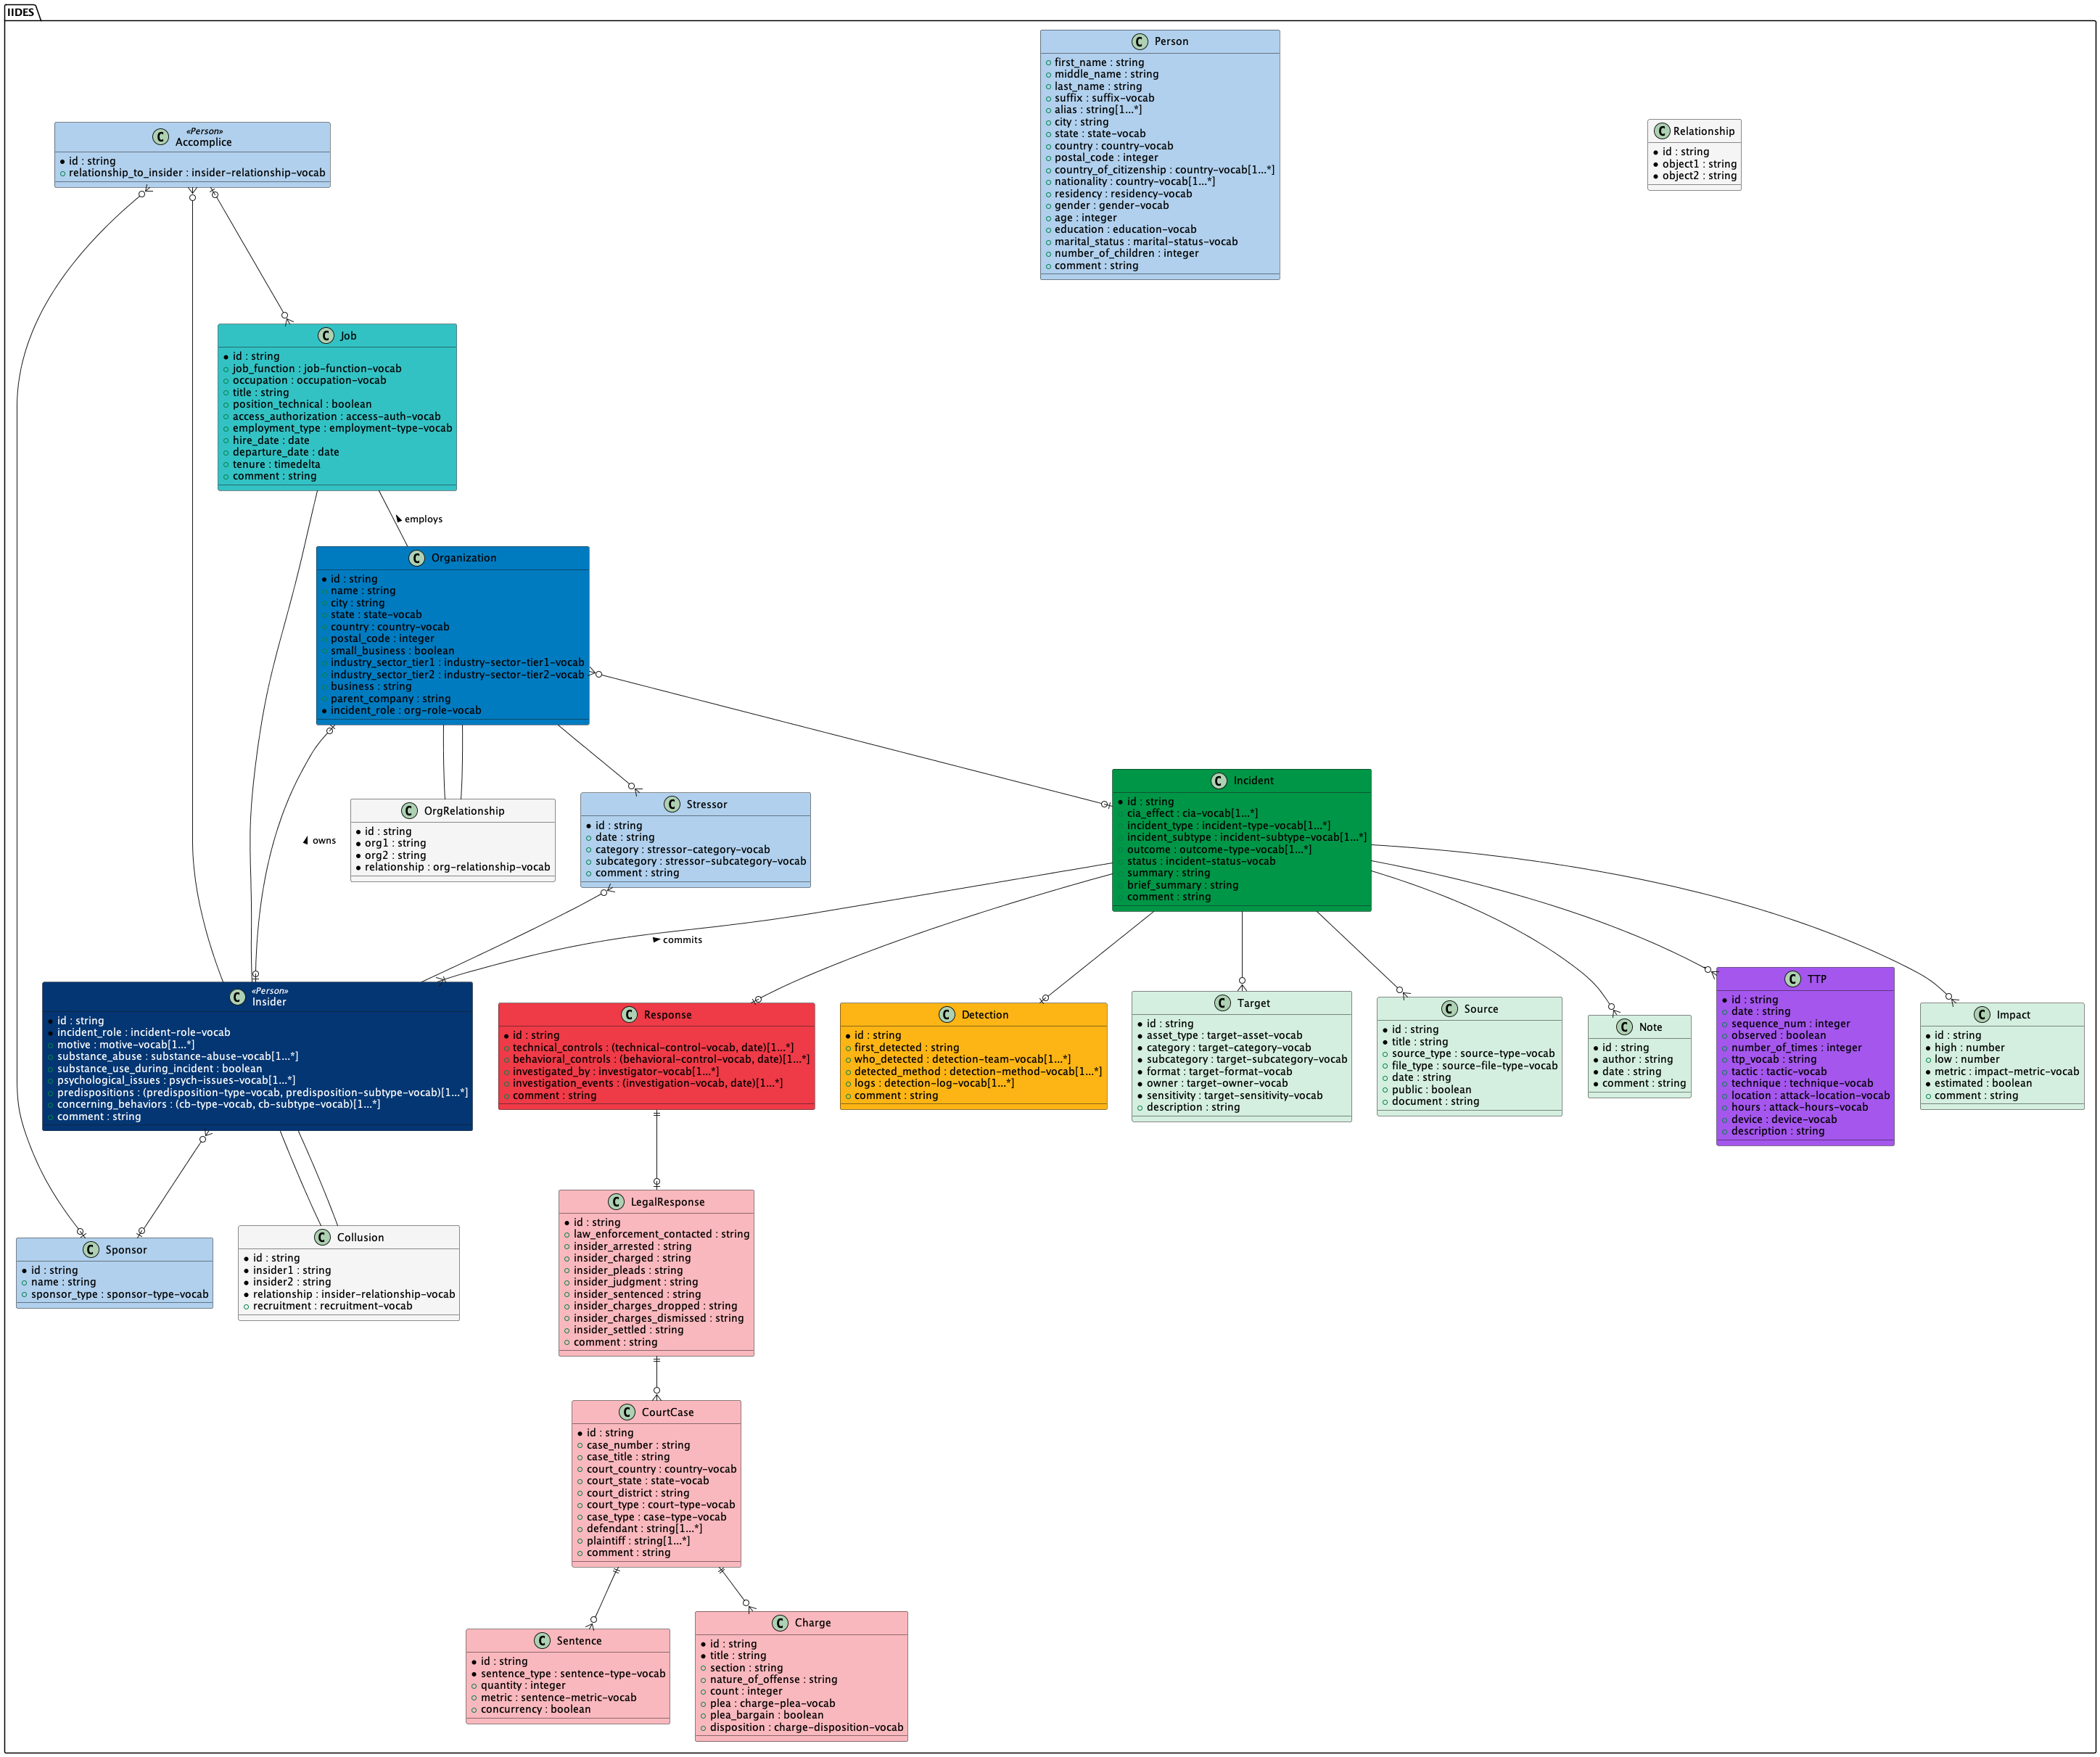 IIDES
Person
first_name : string
middle_name : string
last_name : string
suffix : suffix-vocab
alias : string[1...*]
city : string
state : state-vocab
country : country-vocab
postal_code : integer
country_of_citizenship : country-vocab[1...*]
nationality : country-vocab[1...*]
residency : residency-vocab
gender : gender-vocab
age : integer
education : education-vocab
marital_status : marital-status-vocab
number_of_children : integer
comment : string
Relationship
id : string
object1 : string
object2 : string
«Person»
Accomplice
id : string
relationship_to_insider : insider-relationship-vocab
Job
id : string
job_function : job-function-vocab
occupation : occupation-vocab
title : string
position_technical : boolean
access_authorization : access-auth-vocab
employment_type : employment-type-vocab
hire_date : date
departure_date : date
tenure : timedelta
comment : string
employs
Organization
id : string
name : string
city : string
state : state-vocab
country : country-vocab
postal_code : integer
small_business : boolean
industry_sector_tier1 : industry-sector-tier1-vocab
industry_sector_tier2 : industry-sector-tier2-vocab
business : string
parent_company : string
incident_role : org-role-vocab
owns
OrgRelationship
id : string
org1 : string
org2 : string
relationship : org-relationship-vocab
Stressor
id : string
date : string
category : stressor-category-vocab
subcategory : stressor-subcategory-vocab
comment : string
Incident
id : string
cia_effect : cia-vocab[1...*]
incident_type : incident-type-vocab[1...*]
incident_subtype : incident-subtype-vocab[1...*]
outcome : outcome-type-vocab[1...*]
status : incident-status-vocab
summary : string
brief_summary : string
comment : string
commits
«Person»
Insider
id : string
incident_role : incident-role-vocab
motive : motive-vocab[1...*]
substance_abuse : substance-abuse-vocab[1...*]
substance_use_during_incident : boolean
psychological_issues : psych-issues-vocab[1...*]
predispositions : (predisposition-type-vocab, predisposition-subtype-vocab)[1...*]
concerning_behaviors : (cb-type-vocab, cb-subtype-vocab)[1...*]
comment : string
Response
id : string
technical_controls : (technical-control-vocab, date)[1...*]
behavioral_controls : (behavioral-control-vocab, date)[1...*]
investigated_by : investigator-vocab[1...*]
investigation_events : (investigation-vocab, date)[1...*]
comment : string
Detection
id : string
first_detected : string
who_detected : detection-team-vocab[1...*]
detected_method : detection-method-vocab[1...*]
logs : detection-log-vocab[1...*]
comment : string
Target
id : string
asset_type : target-asset-vocab
category : target-category-vocab
subcategory : target-subcategory-vocab
format : target-format-vocab
owner : target-owner-vocab
sensitivity : target-sensitivity-vocab
description : string
Source
id : string
title : string
source_type : source-type-vocab
file_type : source-file-type-vocab
date : string
public : boolean
document : string
Note
id : string
author : string
date : string
comment : string
TTP
id : string
date : string
sequence_num : integer
observed : boolean
number_of_times : integer
ttp_vocab : string
tactic : tactic-vocab
technique : technique-vocab
location : attack-location-vocab
hours : attack-hours-vocab
device : device-vocab
description : string
Impact
id : string
high : number
low : number
metric : impact-metric-vocab
estimated : boolean
comment : string
Sponsor
id : string
name : string
sponsor_type : sponsor-type-vocab
Collusion
id : string
insider1 : string
insider2 : string
relationship : insider-relationship-vocab
recruitment : recruitment-vocab
LegalResponse
id : string
law_enforcement_contacted : string
insider_arrested : string
insider_charged : string
insider_pleads : string
insider_judgment : string
insider_sentenced : string
insider_charges_dropped : string
insider_charges_dismissed : string
insider_settled : string
comment : string
CourtCase
id : string
case_number : string
case_title : string
court_country : country-vocab
court_state : state-vocab
court_district : string
court_type : court-type-vocab
case_type : case-type-vocab
defendant : string[1...*]
plaintiff : string[1...*]
comment : string
Sentence
id : string
sentence_type : sentence-type-vocab
quantity : integer
metric : sentence-metric-vocab
concurrency : boolean
Charge
id : string
title : string
section : string
nature_of_offense : string
count : integer
plea : charge-plea-vocab
plea_bargain : boolean
disposition : charge-disposition-vocab